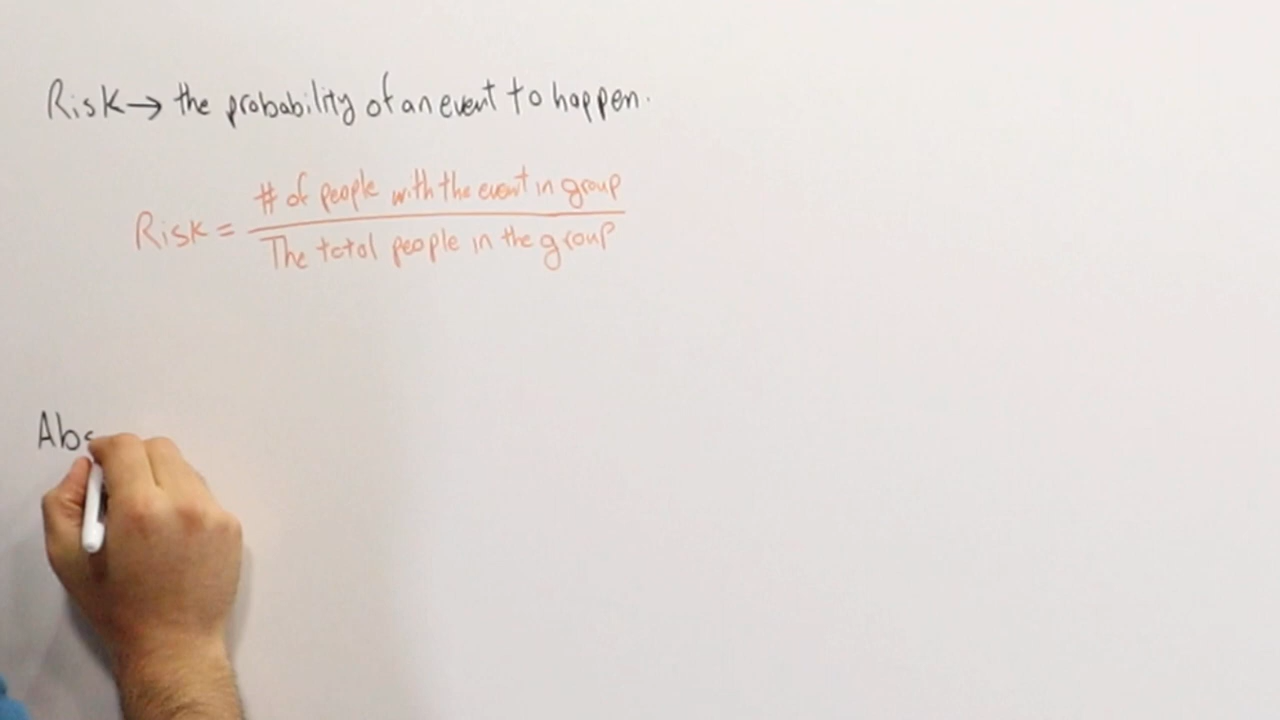 Risk → the probability of an event to happen.
# of people with the event in group
Risk =
The total people in the group
Abs